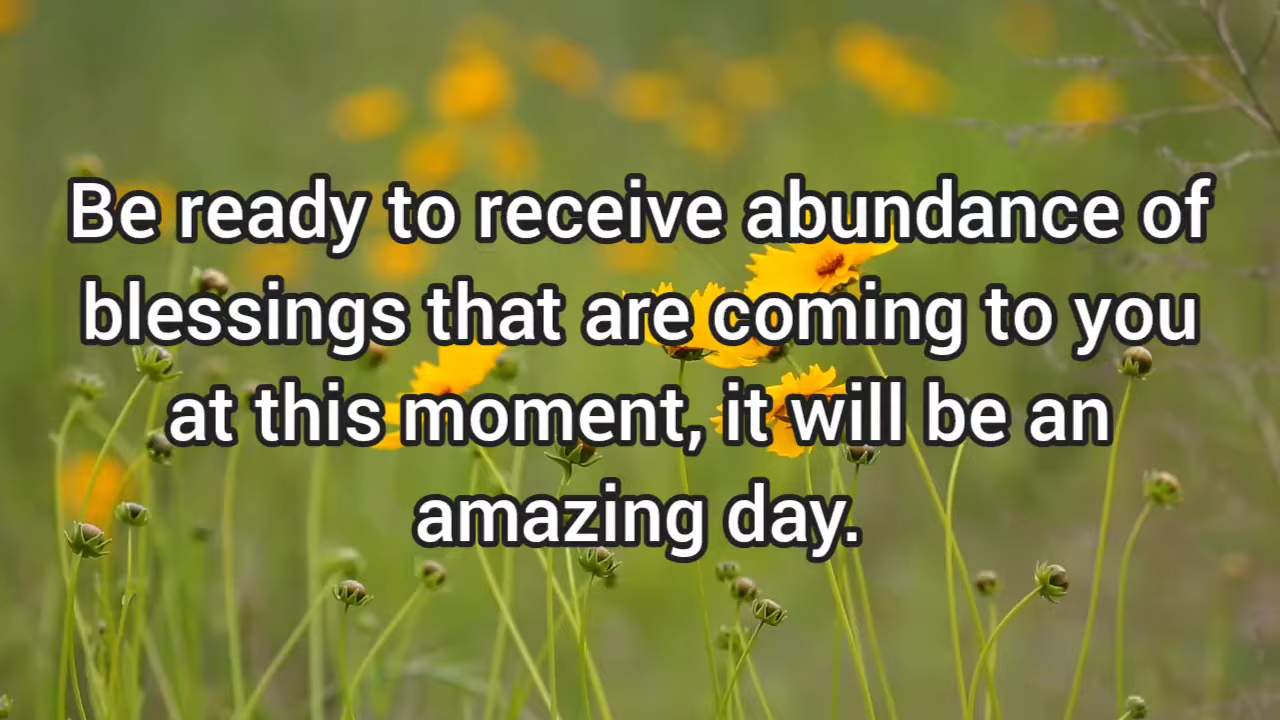 Be ready to receive abundance of
blessings that are coming to you
at this moment, it will be an
amazing day.